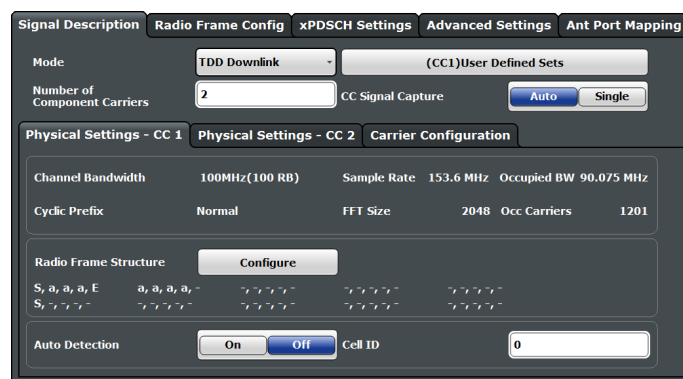 Signal Description Radio Frame Config xPDSCH Settings Advanced Settings Ant Port Mapping
Mode TDD Downlink (CC1)User Defined Sets
Number of
Component Carriers 2 CC Signal Capture Auto Single
Physical Settings - CC 1 Physical Settings - CC 2 Carrier Configuration
Channel Bandwidth 100MHz(100 RB) Sample Rate 153.6 MHz Occupied BW 90.075 MHz
Cyclic Prefix Normal FFT Size 2048 Occ Carriers 1201
Radio Frame Structure Configure
S, a, a, a, E a, a, a, a, - -, -, -, -, - -, -, -, -, - -, -, -, -, -
S, -, -, -, - -, -, -, -, - -, -, -, -, - -, -, -, -, - -, -, -, -, -
Auto Detection On Off Cell ID 0